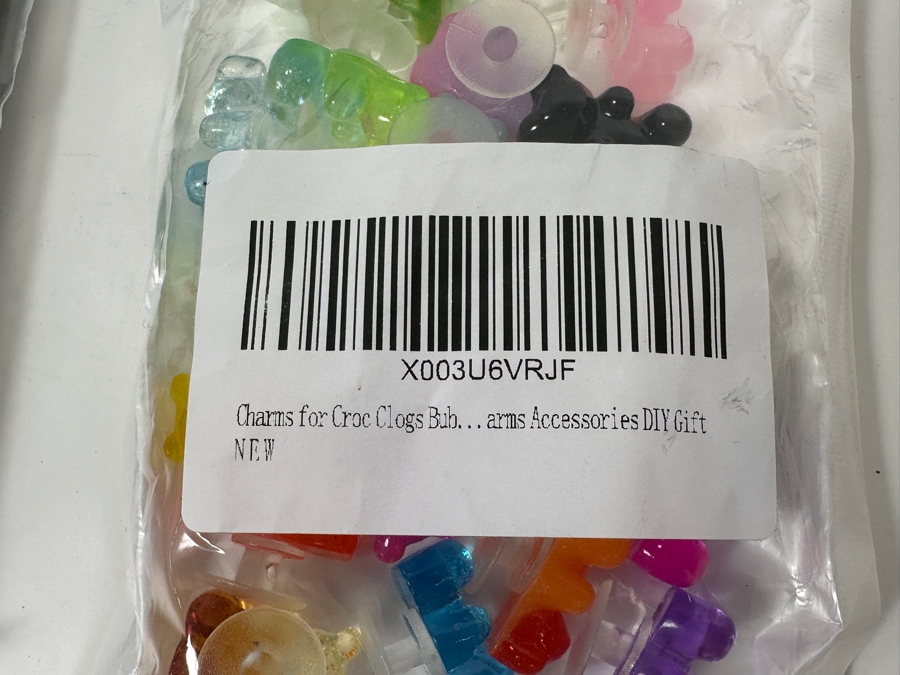 X003U6VRJF
Charms for Croc Clogs Bub...arms Accessories DIY Gift
NEW